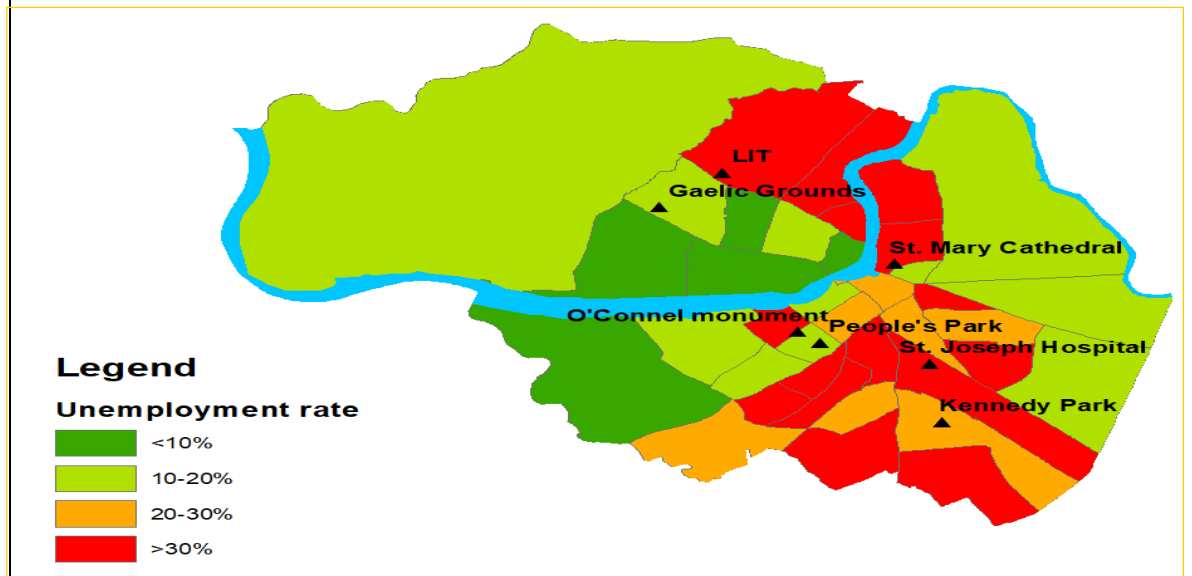 LIT
Gaelic Grounds
St. Mary Cathedral
O'Connel monument
People's Park
St. Joseph Hospital
Kennedy Park
Legend
Unemployment rate
<10%
10-20%
20-30%
>30%